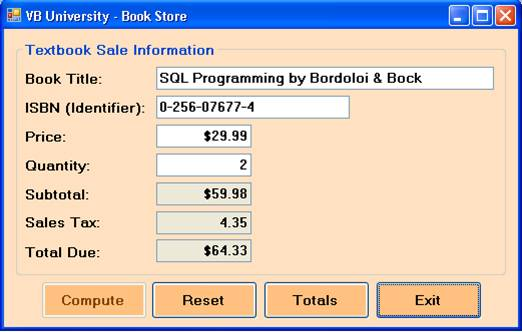 VB University - Book Store
Textbook Sale Information
Book Title: SQL Programming by Bordoloi & Bock
ISBN (Identifier): 0-256-07677-4
Price: $29.99
Quantity: 2
Subtotal: $59.98
Sales Tax: 4.35
Total Due: $64.33
Compute Reset Totals Exit